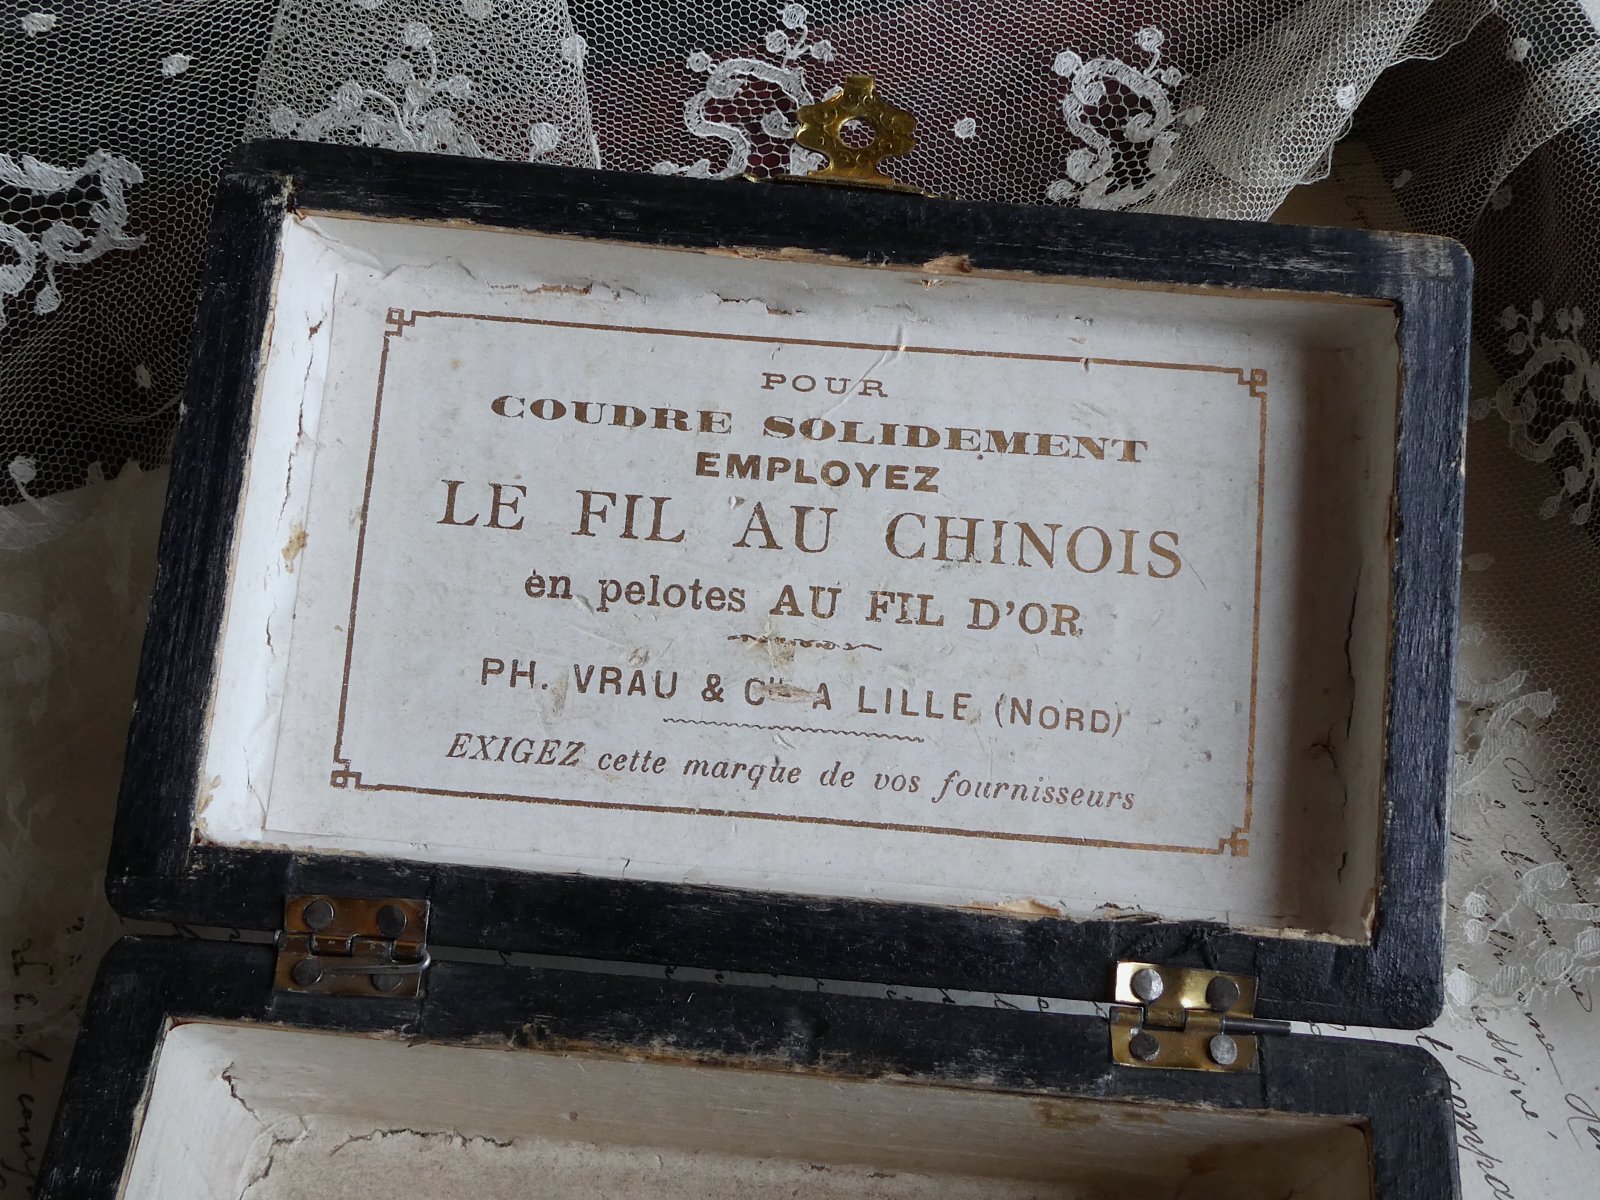 POUR
COUDRE SOLIDEMENT
EMPLOYEZ
LE FIL AU CHINOIS
en pelotes AU FIL D'OR
PH. VRAU & Cie A LILLE (NORD)
EXIGEZ cette marque de vos fournisseurs